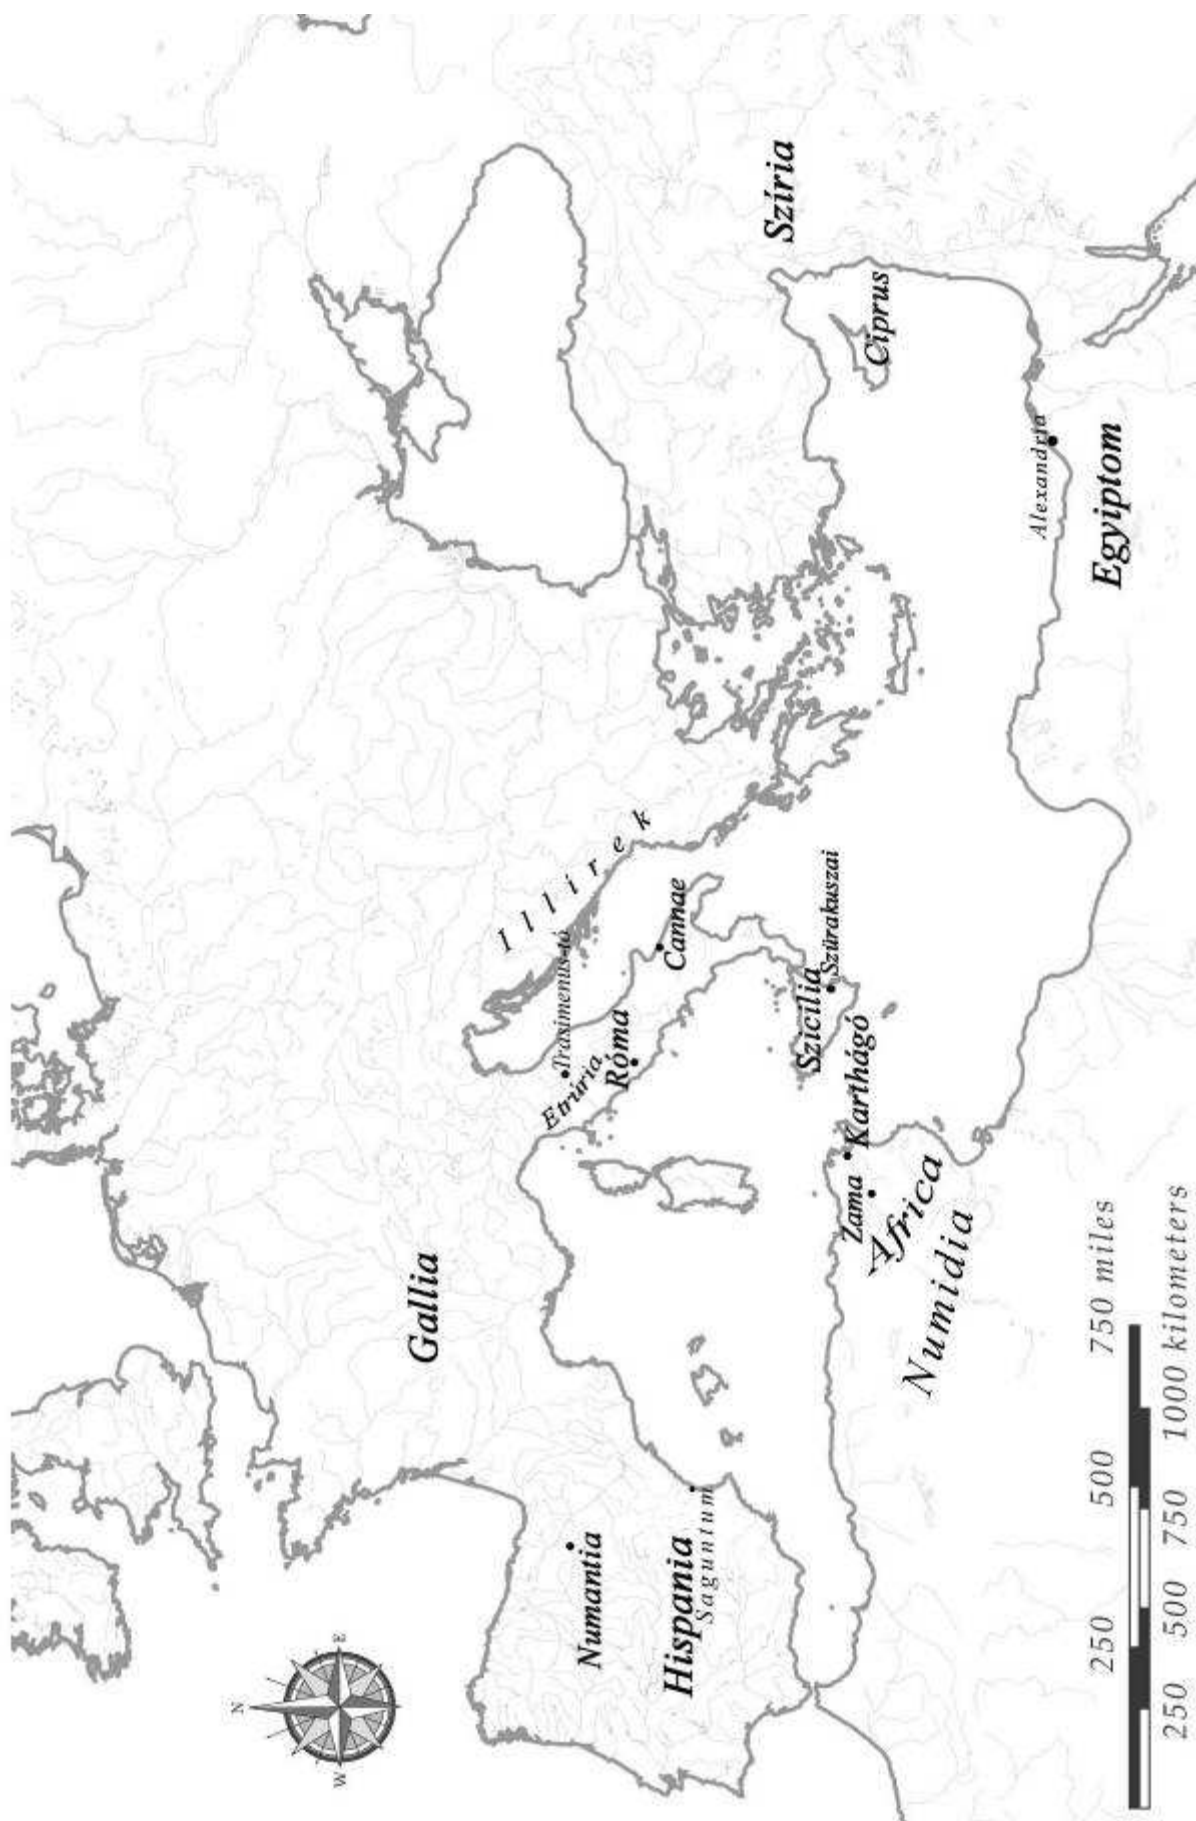 N
W
E
Gallia
Illirek
Trasimenus-tó
Etrúria
Róma
Cannae
Numantia
Hispania
Saguntum
Szicília
Szürakuszai
Karthágó
Zama
Africa
Numidia
Szíria
Ciprus
Alexandria
Egyiptom
250 500 750 miles
250 500 750 1000 kilometers